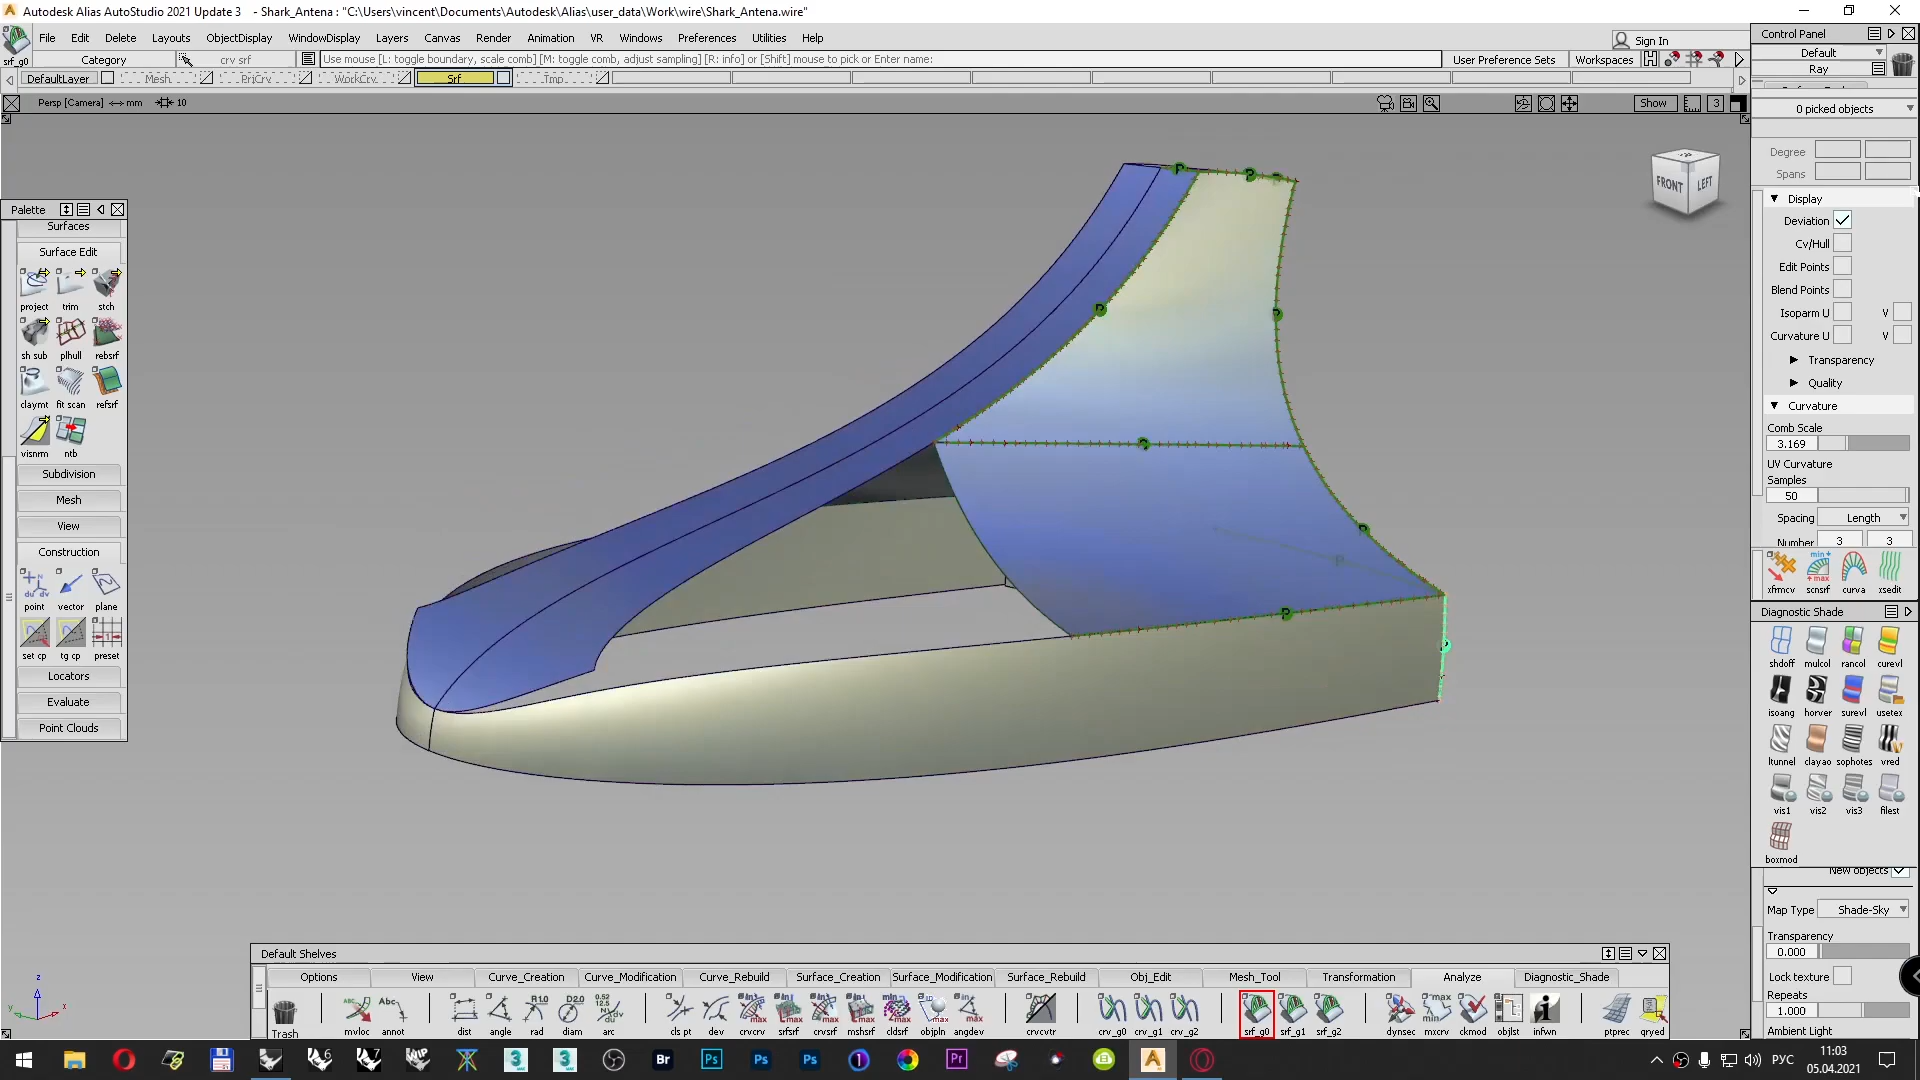 Autodesk Alias AutoStudio 2021 Update 3 - Shark_Antena : "C:\Users\vincent\Documents\Autodesk\Alias\user_data\Work\wire\Shark_Antena.wire"
File Edit Delete Layouts ObjectDisplay WindowDisplay Layers Canvas Render Animation VR Windows Preferences Utilities Help
Sign In
srf_g0 Category crv srf Use mouse [L: toggle boundary, scale comb] [M: toggle comb, adjust sampling] [R: info] or [Shift] mouse to pick or Enter name: User Preference Sets Workspaces
DefaultLayer Mesh PrjCrv WorkCrv Srf Tmp
Persp [Camera] mm 10 Show 3
FRONT LEFT
Palette
Surfaces
Surface Edit
project trim stch
sh sub plhull rebsrf
claymt fit scan refsrf
visnrm ntb
Subdivision
Mesh
View
Construction
point vector plane
set cp tg cp preset
Locators
Evaluate
Point Clouds
Control Panel
Default
Ray
0 picked objects
Degree
Spans
Display
Deviation
Cv/Hull
Edit Points
Blend Points
Isoparm U V
Curvature U V
Transparency
Quality
Curvature
Comb Scale
3.169
UV Curvature
Samples
50
Spacing Length
Number 3 3
xfrmcv scnsrf curva xsedit
Diagnostic Shade
shdoff mulcol rancol curevl
isoang horver surevl usetex
ltunnel clayao sophotes vred
vis1 vis2 vis3 filest
boxmod
New objects
Map Type Shade-Sky
Transparency
0.000
Lock texture
Repeats
1.000
Ambient Light
Default Shelves
Options View Curve_Creation Curve_Modification Curve_Rebuild Surface_Creation Surface_Modification Surface_Rebuild Obj_Edit Mesh_Tool Transformation Analyze Diagnostic_Shade
Trash mvloc annot dist angle rad diam arc cls pt dev crvcrv srfsrf crvsrf mshsrf cldsrf objpln angdev crvcvtr crv_g0 crv_g1 crv_g2 srf_g0 srf_g1 srf_g2 dynsec mxcrv ckmod objlst infwn ptprec qryed
z
y x
РУС
11:03
05.04.2021